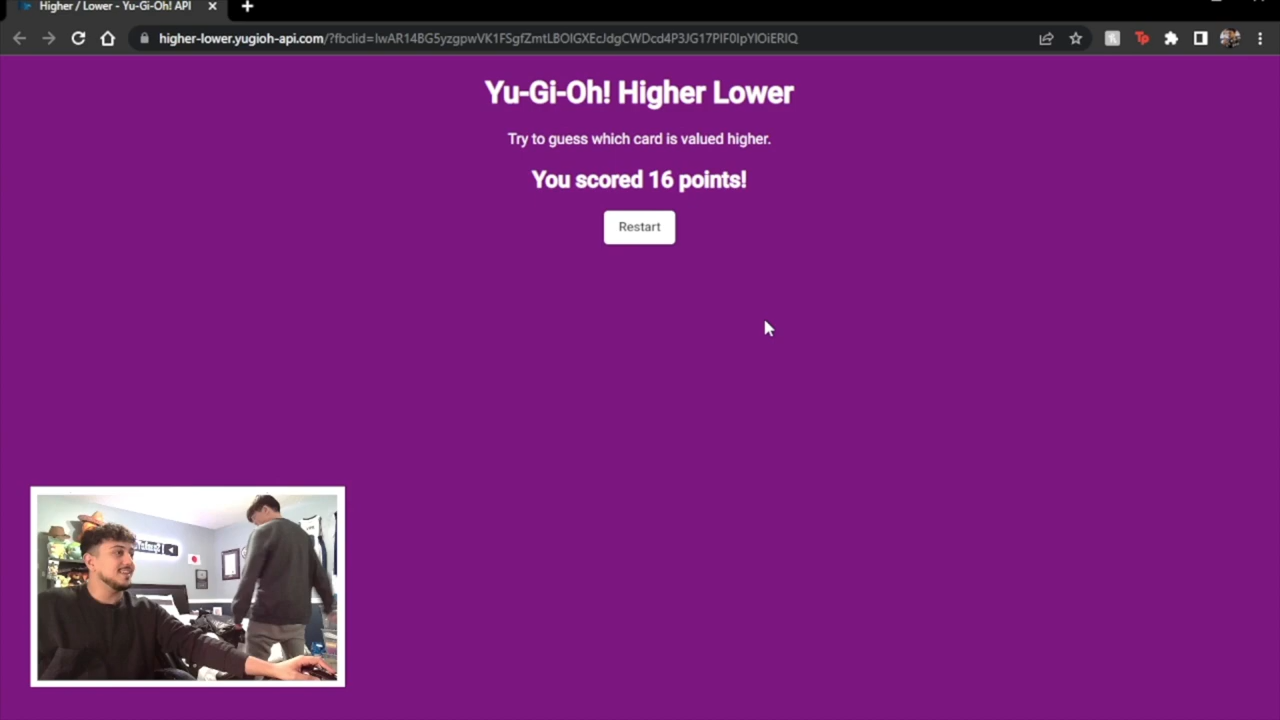 Higher / Lower - Yu-Gi-Oh! API
higher-lower.yugioh-api.com/?fbclid=IwAR14BG5yzgpwVK1FSgfZmtLBOlGXEcJdgCWDcd4P3JG17PIF0IpYlOiERlQ
Yu-Gi-Oh! Higher Lower
Try to guess which card is valued higher.
You scored 16 points!
Restart